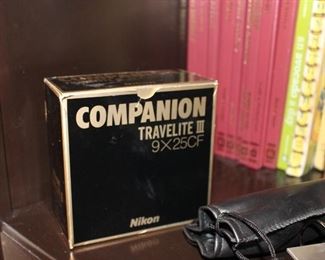 COMPANION
TRAVELITE III
9×25CF
Nikon